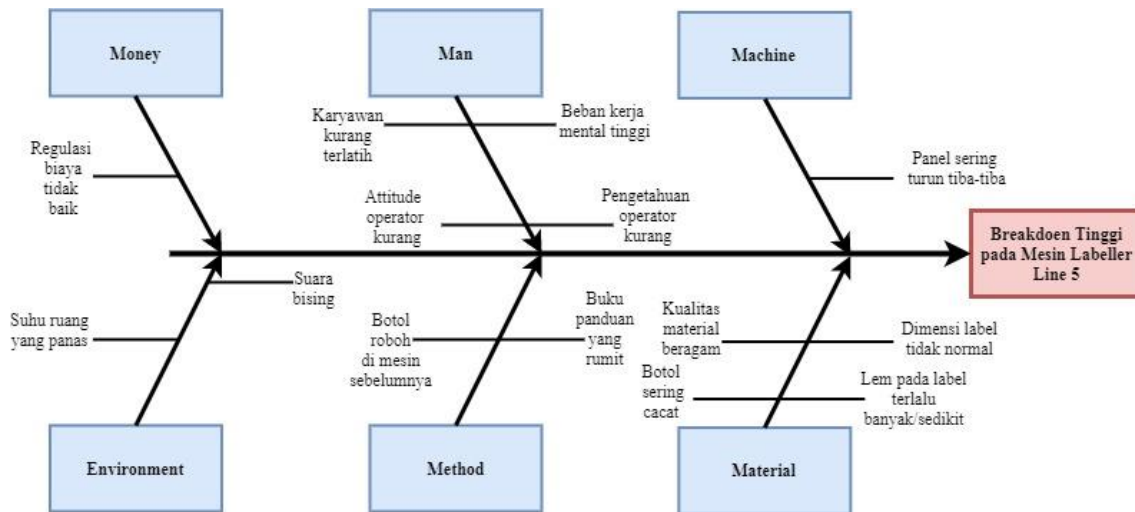 Money
Man
Machine
Karyawan
kurang
terlatih
Beban kerja
mental tinggi
Regulasi
biaya
tidak
baik
Panel sering
turun tiba-tiba
Attitude
operator
kurang
Pengetahuan
operator
kurang
Breakdoen Tinggi
pada Mesin Labeller
Line 5
Suara
bising
Suhu ruang
yang panas
Botol
roboh
di mesin
sebelumnya
Buku
panduan
yang
rumit
Kualitas
material
beragam
Dimensi label
tidak normal
Botol
sering
cacat
Lem pada label
terlalu
banyak/sedikit
Environment
Method
Material